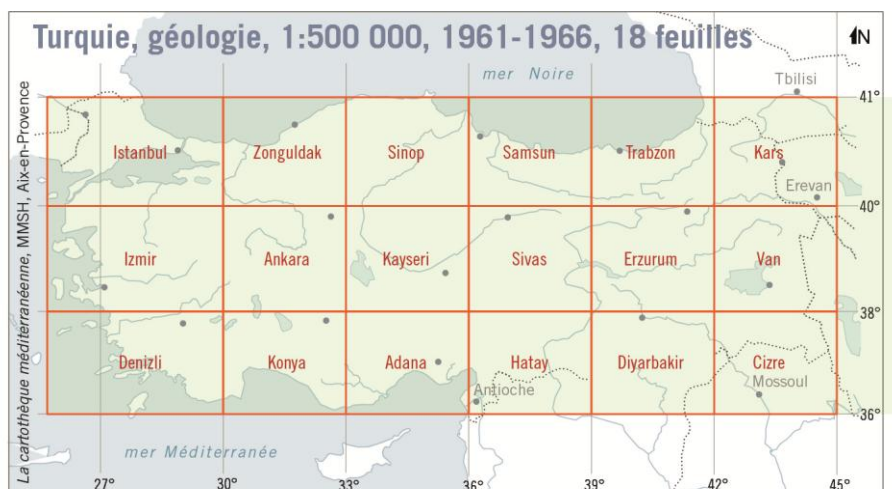 Turquie, géologie, 1:500 000, 1961-1966, 18 feuilles
N
mer Noire
Tbilisi
41°
Istanbul Zonguldak Sinop Samsun Trabzon Kars
Erevan
40°
Izmir Ankara Kayseri Sivas Erzurum Van
38°
Denizli Konya Adana Hatay Diyarbakir Cizre
Antioche Mossoul
36°
mer Méditerranée
27° 30° 33° 36° 39° 42° 45°
La cartothèque méditerranéenne, MMSH, Aix-en-Provence